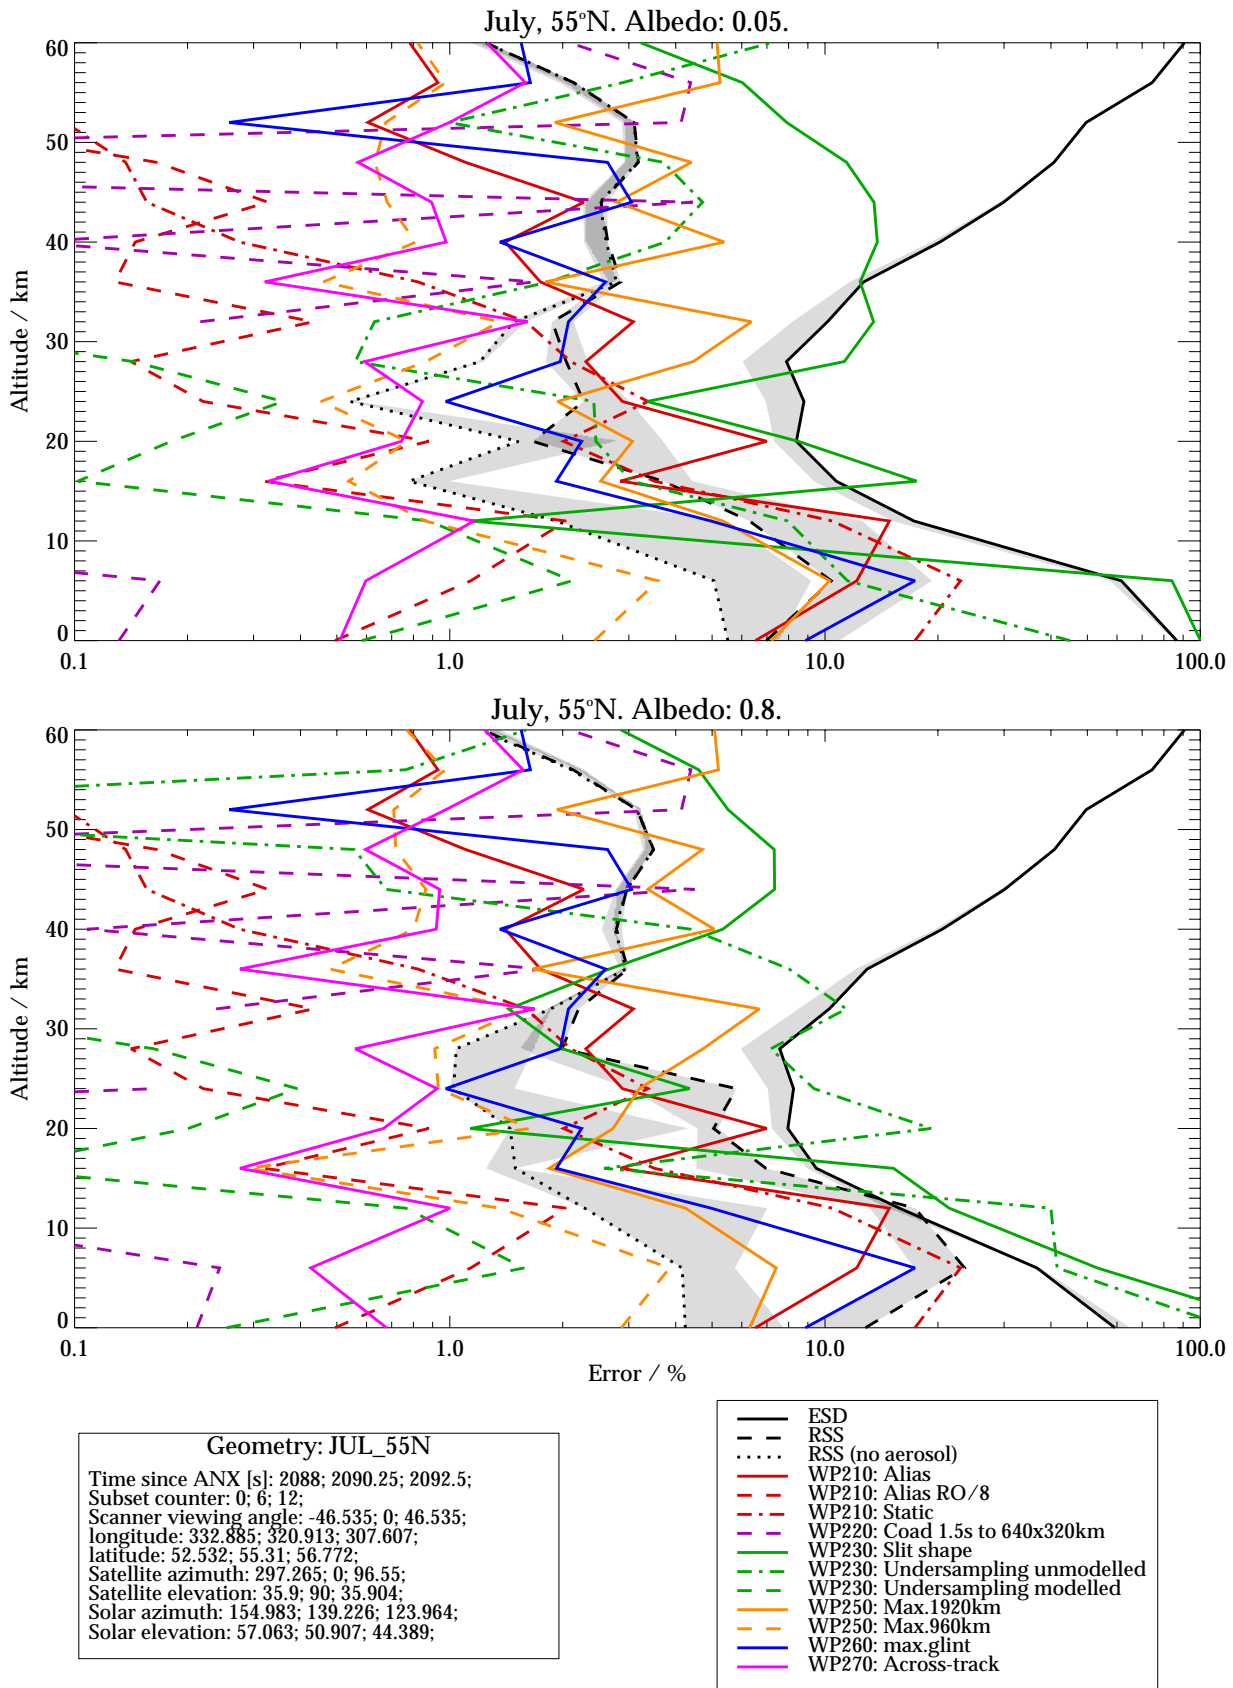 July, 55°N. Albedo: 0.05.
60
50
40
30
20
10
0
Altitude / km
0.1 1.0 10.0 100.0
July, 55°N. Albedo: 0.8.
60
50
40
30
20
10
0
Altitude / km
0.1 1.0 10.0 100.0
Error / %
Geometry: JUL_55N
Time since ANX [s]: 2088; 2090.25; 2092.5;
Subset counter: 0; 6; 12;
Scanner viewing angle: -46.535; 0; 46.535;
longitude: 332.885; 320.913; 307.607;
latitude: 52.532; 55.31; 56.772;
Satellite azimuth: 297.265; 0; 96.55;
Satellite elevation: 35.9; 90; 35.904;
Solar azimuth: 154.983; 139.226; 123.964;
Solar elevation: 57.063; 50.907; 44.389;
ESD
RSS
RSS (no aerosol)
WP210: Alias
WP210: Alias RO/8
WP210: Static
WP220: Coad 1.5s to 640x320km
WP230: Slit shape
WP230: Undersampling unmodelled
WP230: Undersampling modelled
WP250: Max.1920km
WP250: Max.960km
WP260: max.glint
WP270: Across-track